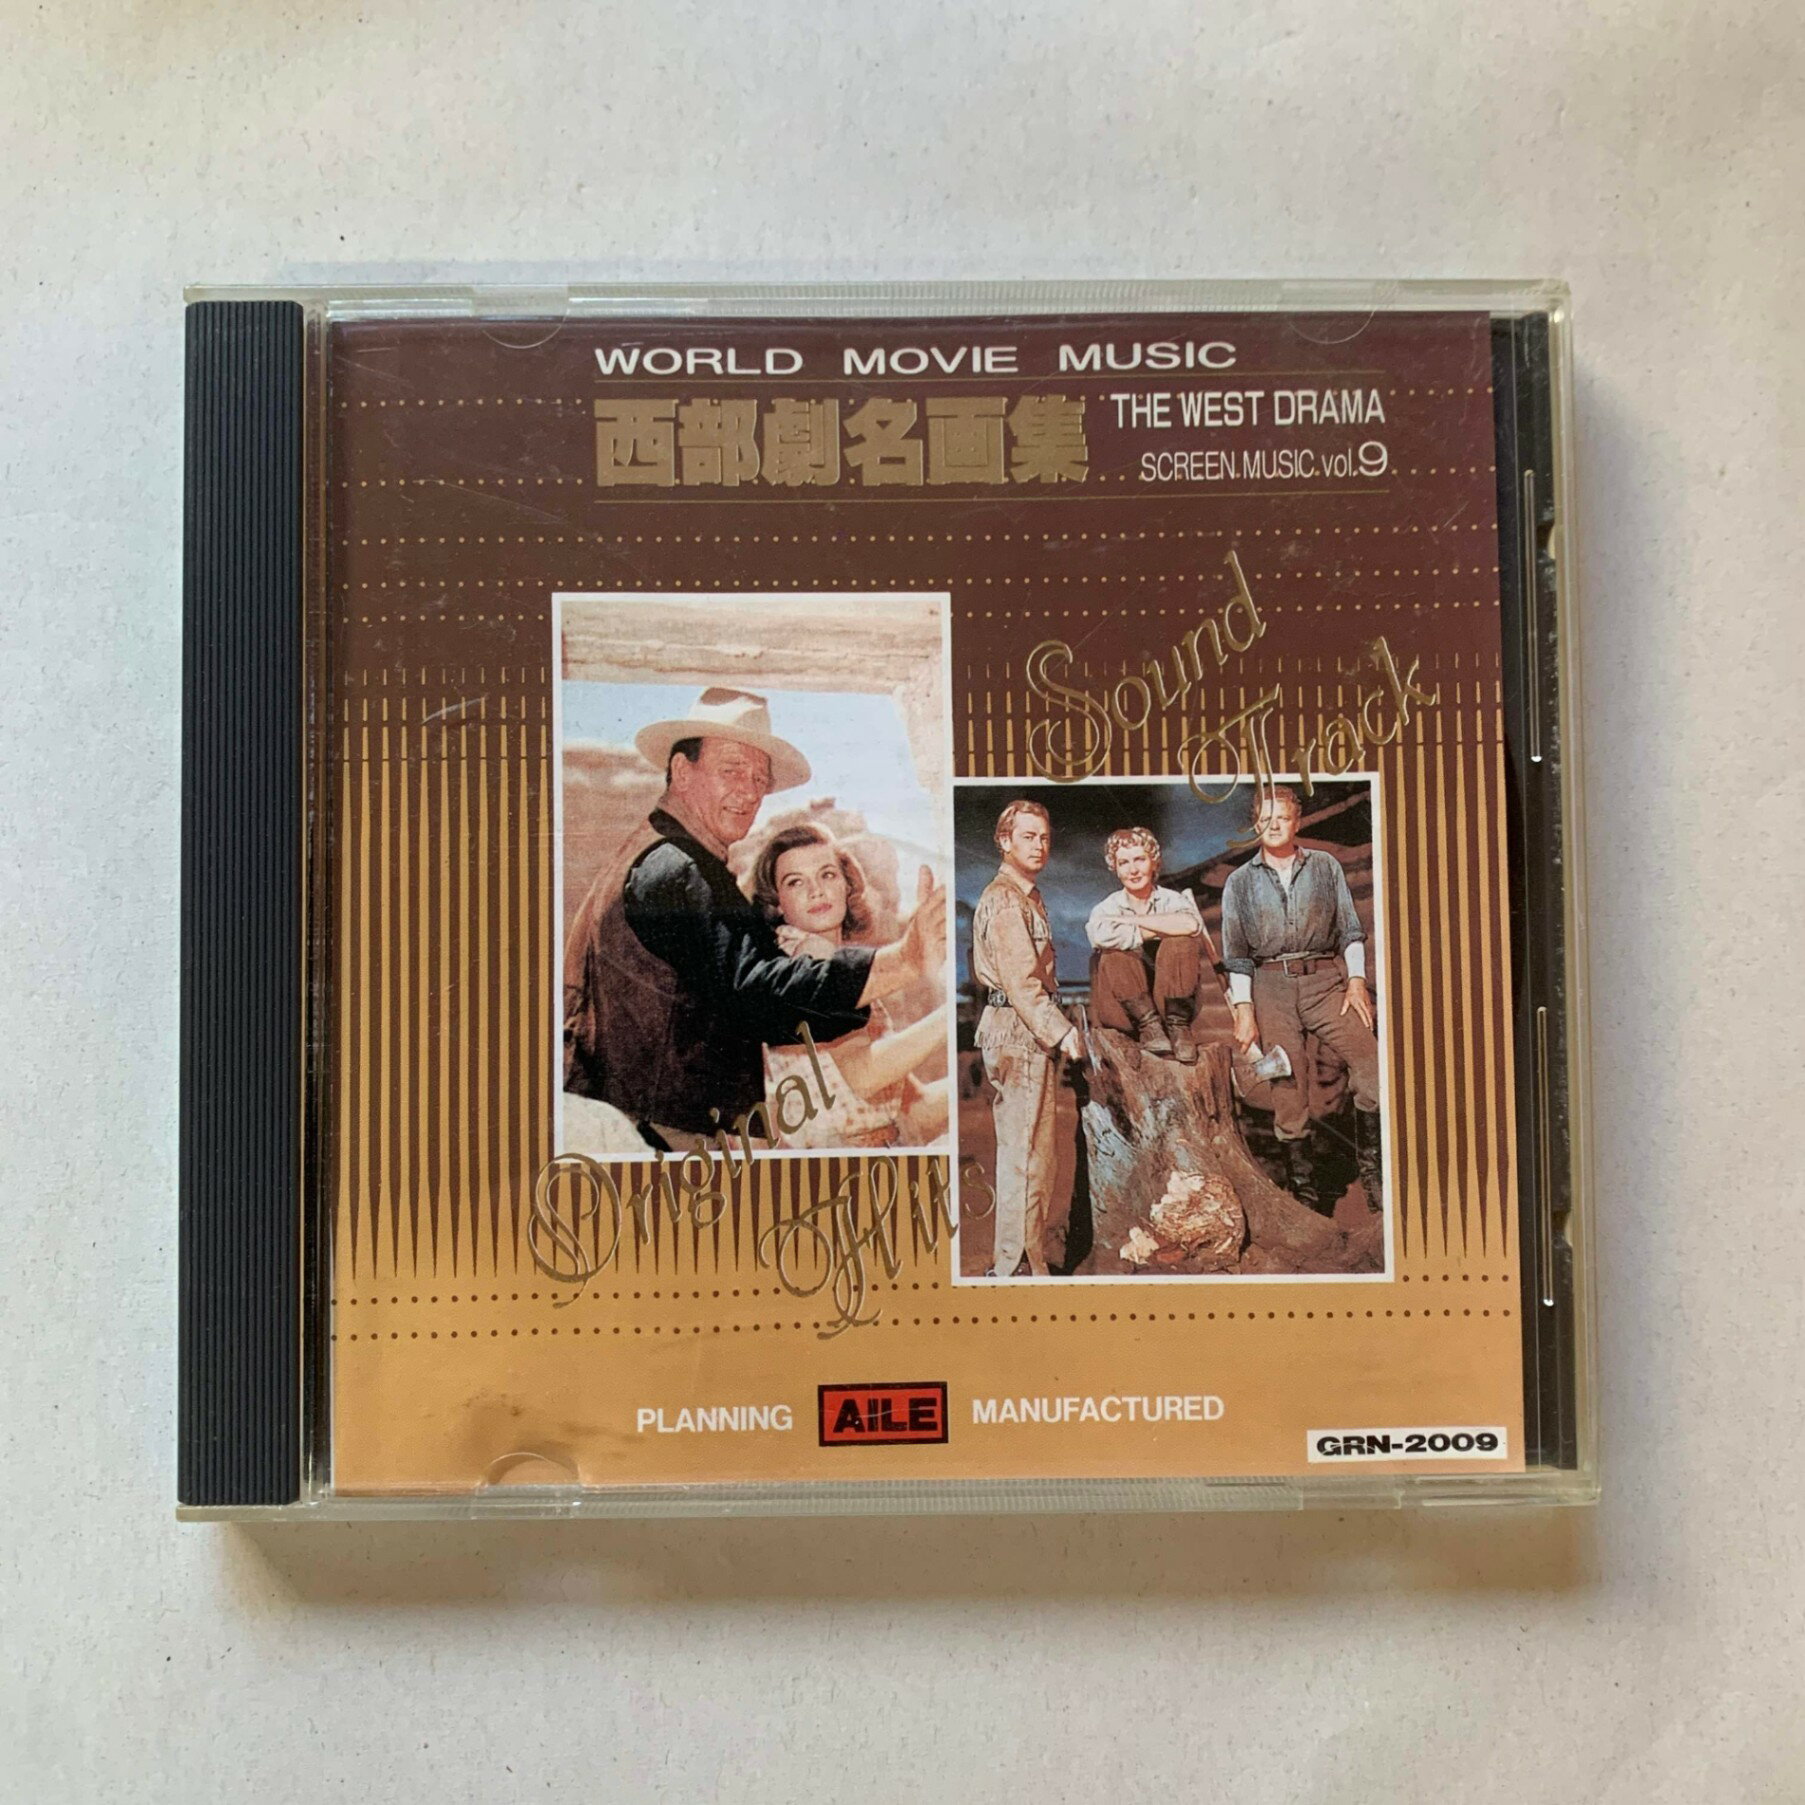 WORLD MOVIE MUSIC
西部劇名画集
THE WEST DRAMA
SCREEN MUSIC vol.9
Sound
Track
Original
Hits
PLANNING AILE MANUFACTURED
GRN-2009